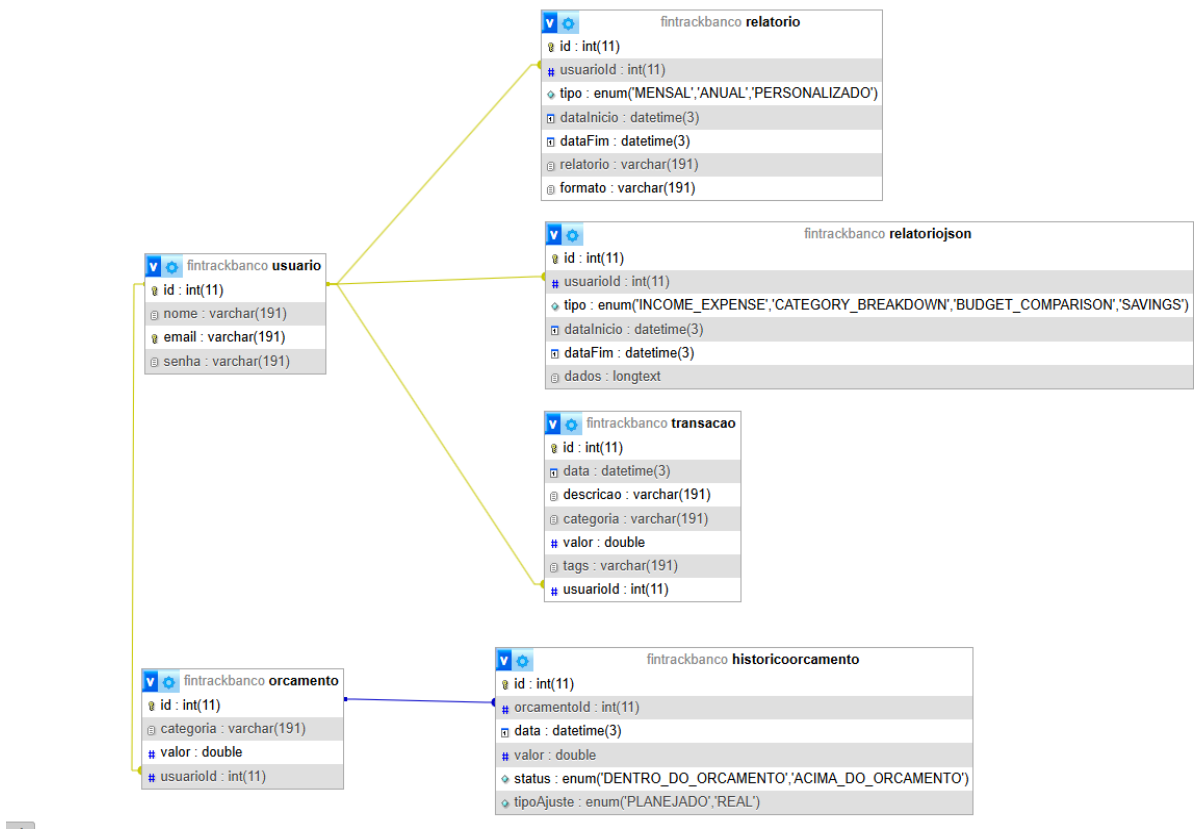 fintrackbanco relatorio
id : int(11)
usuarioId : int(11)
tipo : enum('MENSAL','ANUAL','PERSONALIZADO')
dataInicio : datetime(3)
dataFim : datetime(3)
relatorio : varchar(191)
formato : varchar(191)
fintrackbanco relatoriojson
id : int(11)
usuarioId : int(11)
tipo : enum('INCOME_EXPENSE','CATEGORY_BREAKDOWN','BUDGET_COMPARISON','SAVINGS')
dataInicio : datetime(3)
dataFim : datetime(3)
dados : longtext
fintrackbanco usuario
id : int(11)
nome : varchar(191)
email : varchar(191)
senha : varchar(191)
fintrackbanco transacao
id : int(11)
data : datetime(3)
descricao : varchar(191)
categoria : varchar(191)
valor : double
tags : varchar(191)
usuarioId : int(11)
fintrackbanco orcamento
id : int(11)
categoria : varchar(191)
valor : double
usuarioId : int(11)
fintrackbanco historicoorcamento
id : int(11)
orcamentoId : int(11)
data : datetime(3)
valor : double
status : enum('DENTRO_DO_ORCAMENTO','ACIMA_DO_ORCAMENTO')
tipoAjuste : enum('PLANEJADO','REAL')